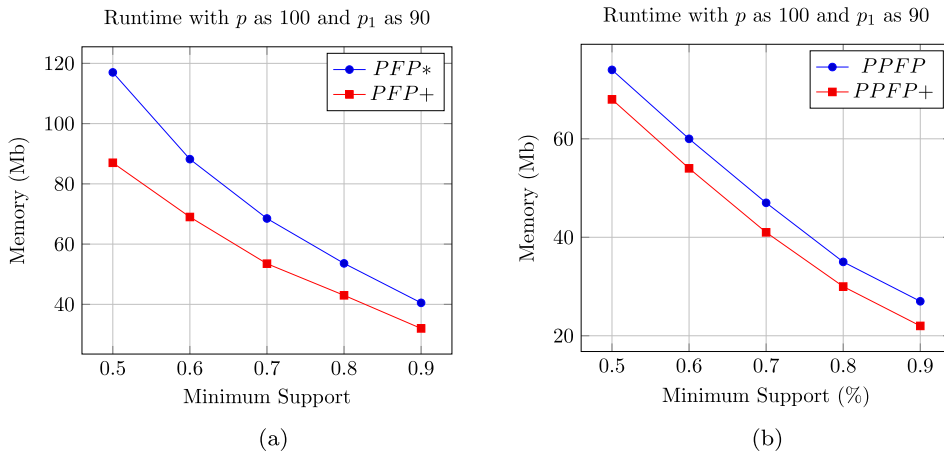 Runtime with p as 100 and p₁ as 90
120
100
80
60
40
0.5 0.6 0.7 0.8 0.9
Memory (Mb)
Minimum Support
PFP∗
PFP+
(a)
Runtime with p as 100 and p₁ as 90
60
40
20
0.5 0.6 0.7 0.8 0.9
Memory (Mb)
Minimum Support (%)
PPFP
PPFP+
(b)